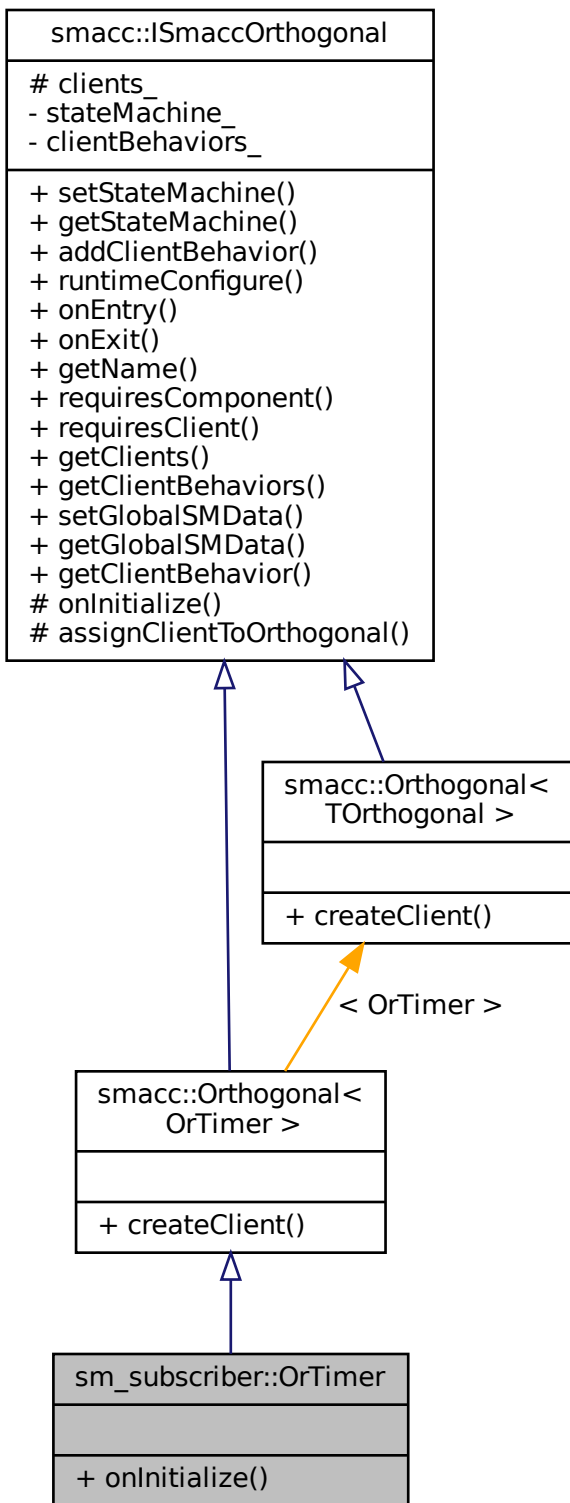 smacc::ISmaccOrthogonal
# clients_
- stateMachine_
- clientBehaviors_
+ setStateMachine()
+ getStateMachine()
+ addClientBehavior()
+ runtimeConfigure()
+ onEntry()
+ onExit()
+ getName()
+ requiresComponent()
+ requiresClient()
+ getClients()
+ getClientBehaviors()
+ setGlobalSMData()
+ getGlobalSMData()
+ getClientBehavior()
# onInitialize()
# assignClientToOrthogonal()
smacc::Orthogonal<
TOrthogonal >
+ createClient()
< OrTimer >
smacc::Orthogonal<
OrTimer >
+ createClient()
sm_subscriber::OrTimer
+ onInitialize()